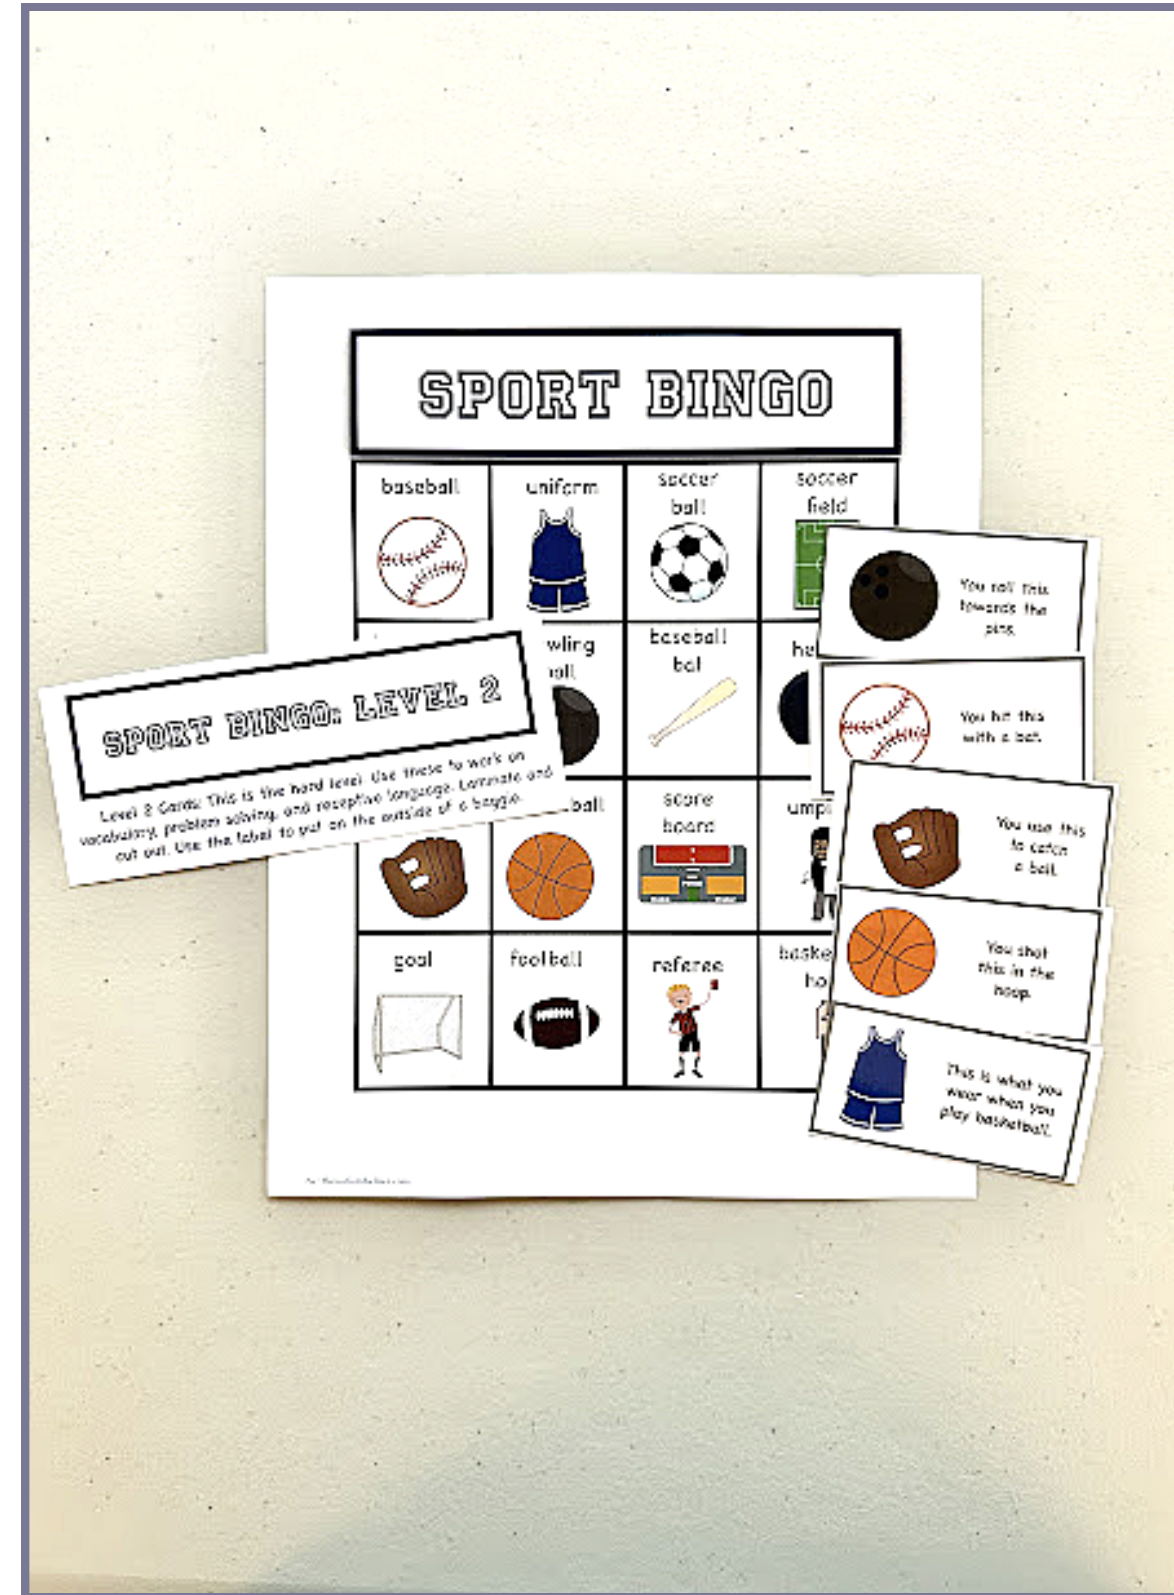 SPORT BINGO
baseball
uniform
soccer
ball
soccer
field
wling
baseball
bat
he
ball
score
board
ump
goal
football
referee
baske
ho
SPORT BINGO: LEVEL 2
Level 2 Cards: This is the hard level. Use these to work on
vocabulary, problem solving, and receptive language. Laminate and
cut out. Use the label to put on the outside of a baggie.
You roll this
towards the
pins.
You hit this
with a bat.
You use this
to catch
a ball.
You shot
this in the
hoop.
This is what you
wear when you
play basketball.